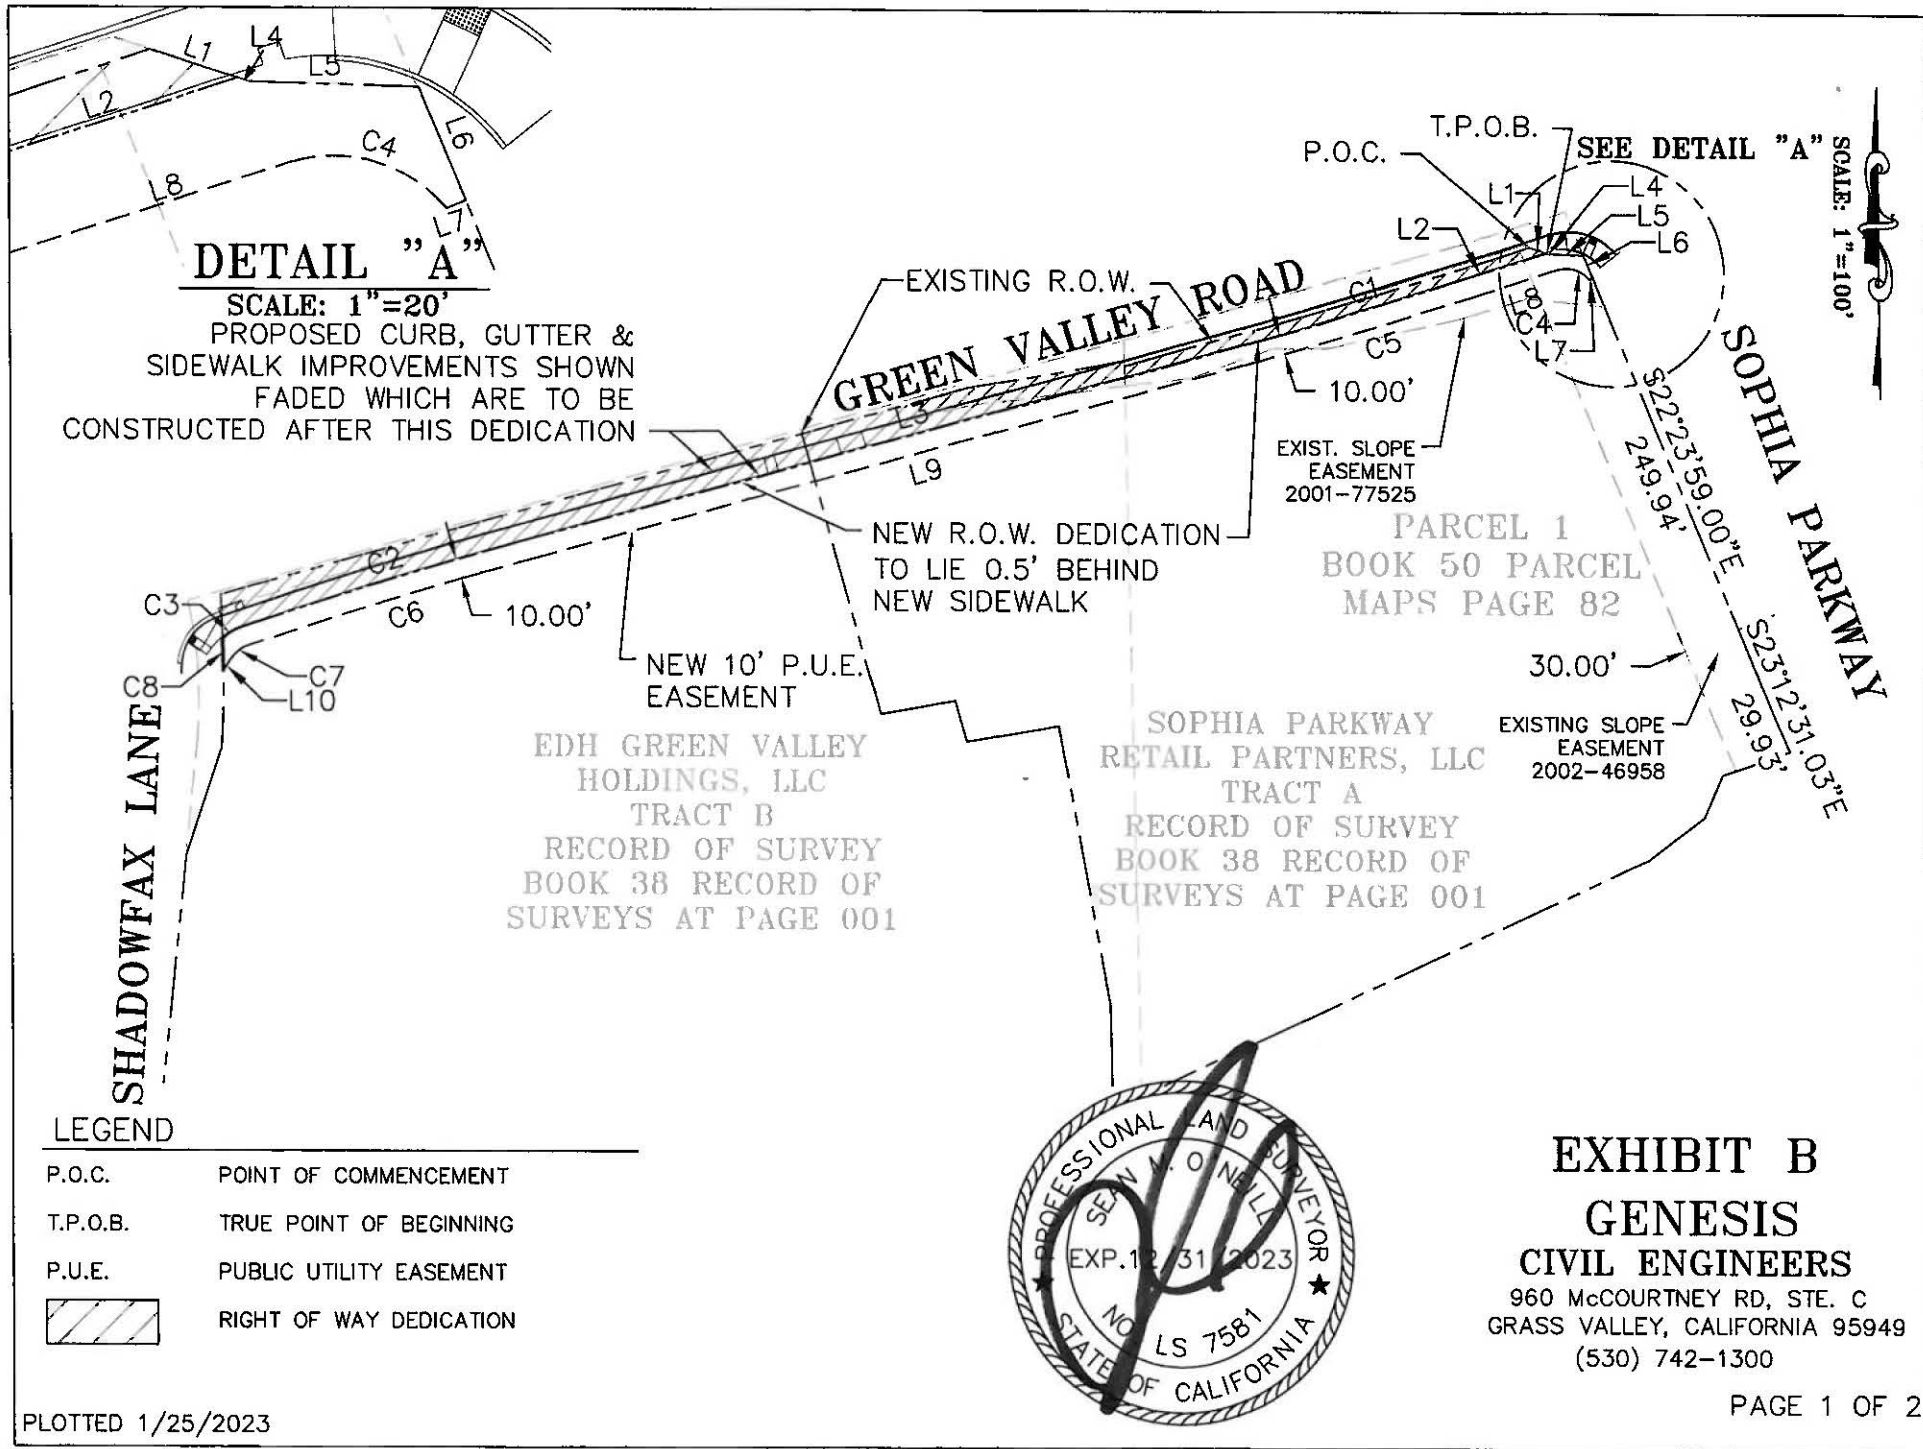 L1
L4
L5
L2
L6
C4
L8
L7
DETAIL "A"
SCALE: 1"=20'
PROPOSED CURB, GUTTER &
SIDEWALK IMPROVEMENTS SHOWN
FADED WHICH ARE TO BE
CONSTRUCTED AFTER THIS DEDICATION
T.P.O.B.
P.O.C.
SEE DETAIL "A"
SCALE: 1"=100'
L1
L4
L5
L2
L6
EXISTING R.O.W.
GREEN VALLEY ROAD
C1
L8
C4
L7
C5
10.00'
L3
L9
EXIST. SLOPE
EASEMENT
2001-77525
SOPHIA PARKWAY
S22°23'59.00"E
249.94'
NEW R.O.W. DEDICATION
TO LIE 0.5' BEHIND
NEW SIDEWALK
PARCEL 1
BOOK 50 PARCEL
MAPS PAGE 82
C2
C3
C6
10.00'
C8
C7
L10
NEW 10' P.U.E.
EASEMENT
30.00'
S23°12'31.03"E
29.93'
EXISTING SLOPE
EASEMENT
2002-46958
SHADOWFAX LANE
EDH GREEN VALLEY
HOLDINGS, LLC
TRACT B
RECORD OF SURVEY
BOOK 38 RECORD OF
SURVEYS AT PAGE 001
SOPHIA PARKWAY
RETAIL PARTNERS, LLC
TRACT A
RECORD OF SURVEY
BOOK 38 RECORD OF
SURVEYS AT PAGE 001
LEGEND
P.O.C. POINT OF COMMENCEMENT
T.P.O.B. TRUE POINT OF BEGINNING
P.U.E. PUBLIC UTILITY EASEMENT
RIGHT OF WAY DEDICATION
PROFESSIONAL LAND SURVEYOR
SEAN M. O'NEILL
EXP.12/31/2023
NO. LS 7581
STATE OF CALIFORNIA
EXHIBIT B
GENESIS
CIVIL ENGINEERS
960 McCOURTNEY RD, STE. C
GRASS VALLEY, CALIFORNIA 95949
(530) 742-1300
PAGE 1 OF 2
PLOTTED 1/25/2023